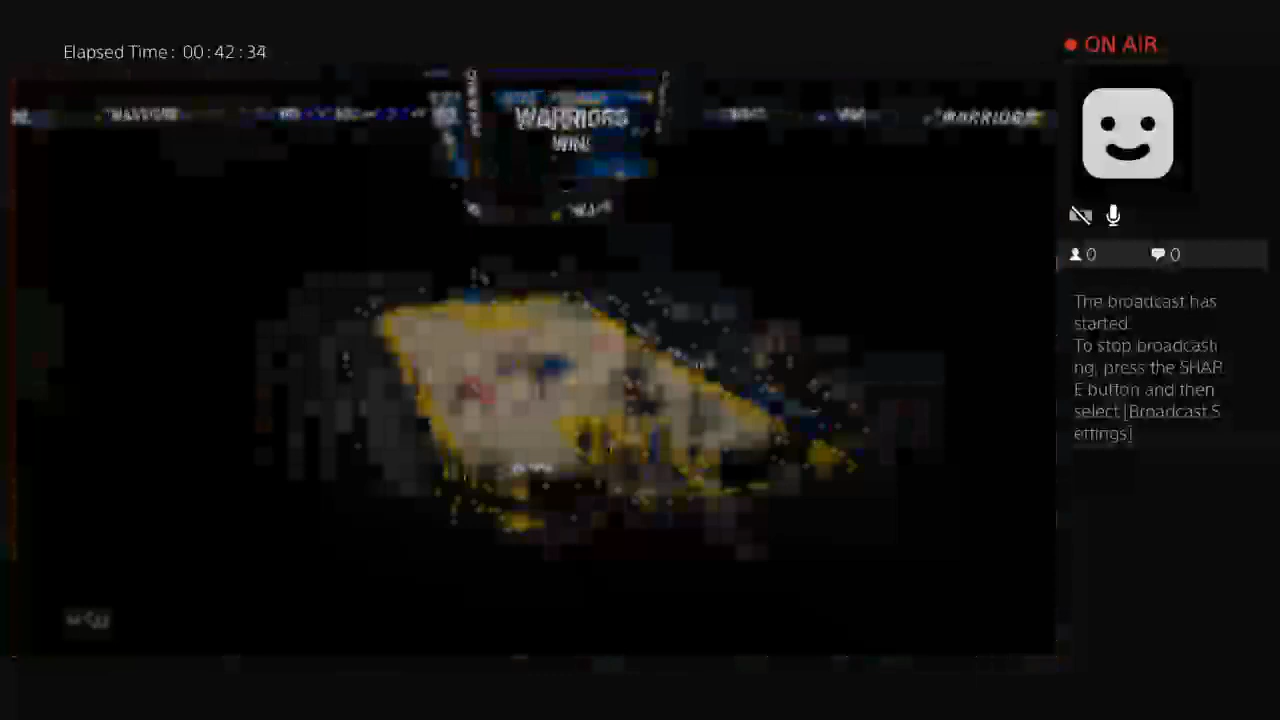 Elapsed Time: 00:42:34
ON AIR
WARRIORS
WARRIORS
WIN!
0 0
The broadcast has
started.
To stop broadcasti
ng, press the SHAR
E button and then
select [Broadcast S
ettings]